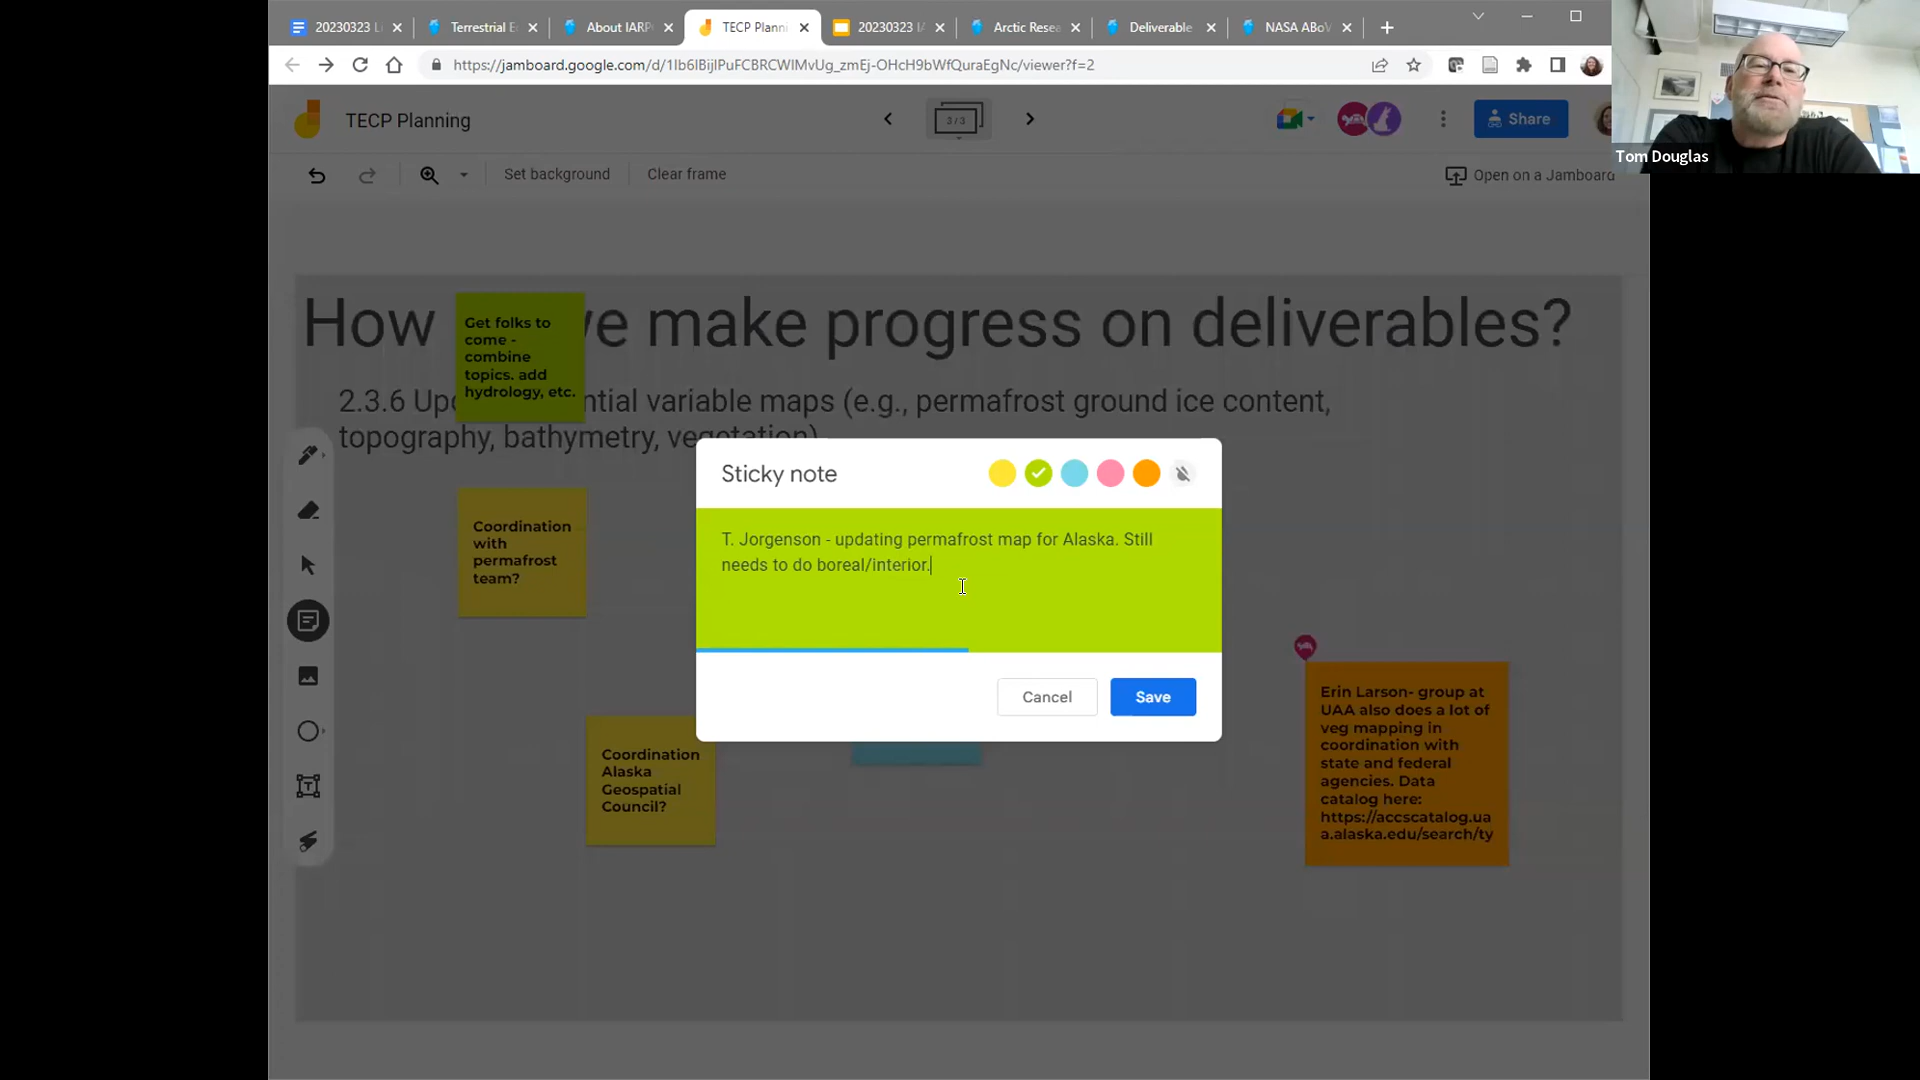 20230323 Li
Terrestrial E
About IARP
TECP Planni
20230323 IA
Arctic Resea
Deliverable
NASA ABoV
https://jamboard.google.com/d/1Ib6IBijIPuFCBRCWIMvUg_zmEj-OHcH9bWfQuraEgNc/viewer?f=2
TECP Planning
3 / 3
Share
Tom Douglas
Set background
Clear frame
Open on a Jamboard
How
ve make progress on deliverables?
Get folks to
come -
combine
topics. add
hydrology, etc.
2.3.6 Up
ntial variable maps (e.g., permafrost ground ice content,
topography, bathymetry, vegetation)
Coordination
with
permafrost
team?
Sticky note
T. Jorgenson - updating permafrost map for Alaska. Still
needs to do boreal/interior.
Cancel
Save
Coordination
Alaska
Geospatial
Council?
Erin Larson- group at
UAA also does a lot of
veg mapping in
coordination with
state and federal
agencies. Data
catalog here:
https://accscatalog.ua
a.alaska.edu/search/ty